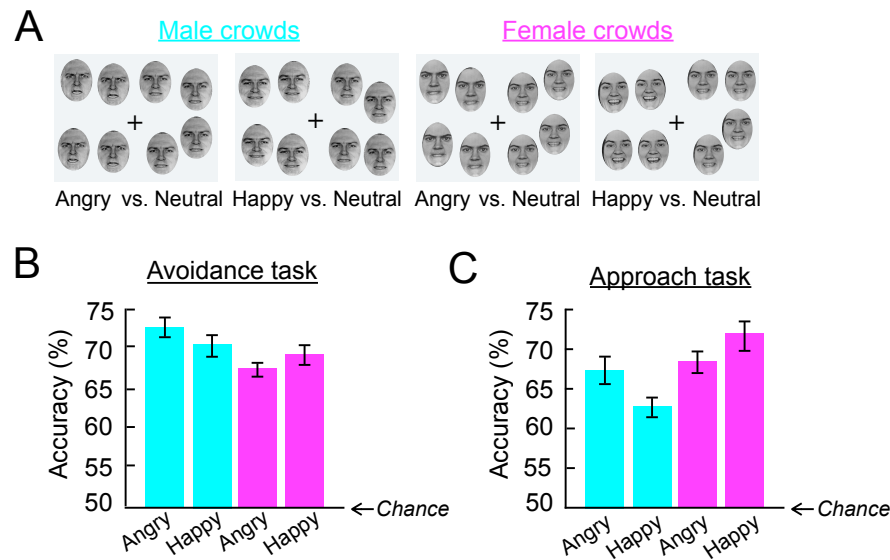 A
Male crowds
Female crowds
+
+
+
+
Angry vs. Neutral
Happy vs. Neutral
Angry vs. Neutral
Happy vs. Neutral
B
Avoidance task
Accuracy (%)
75
70
65
60
55
50
←Chance
Angry
Happy
Angry
Happy
C
Approach task
Accuracy (%)
75
70
65
60
55
50
←Chance
Angry
Happy
Angry
Happy